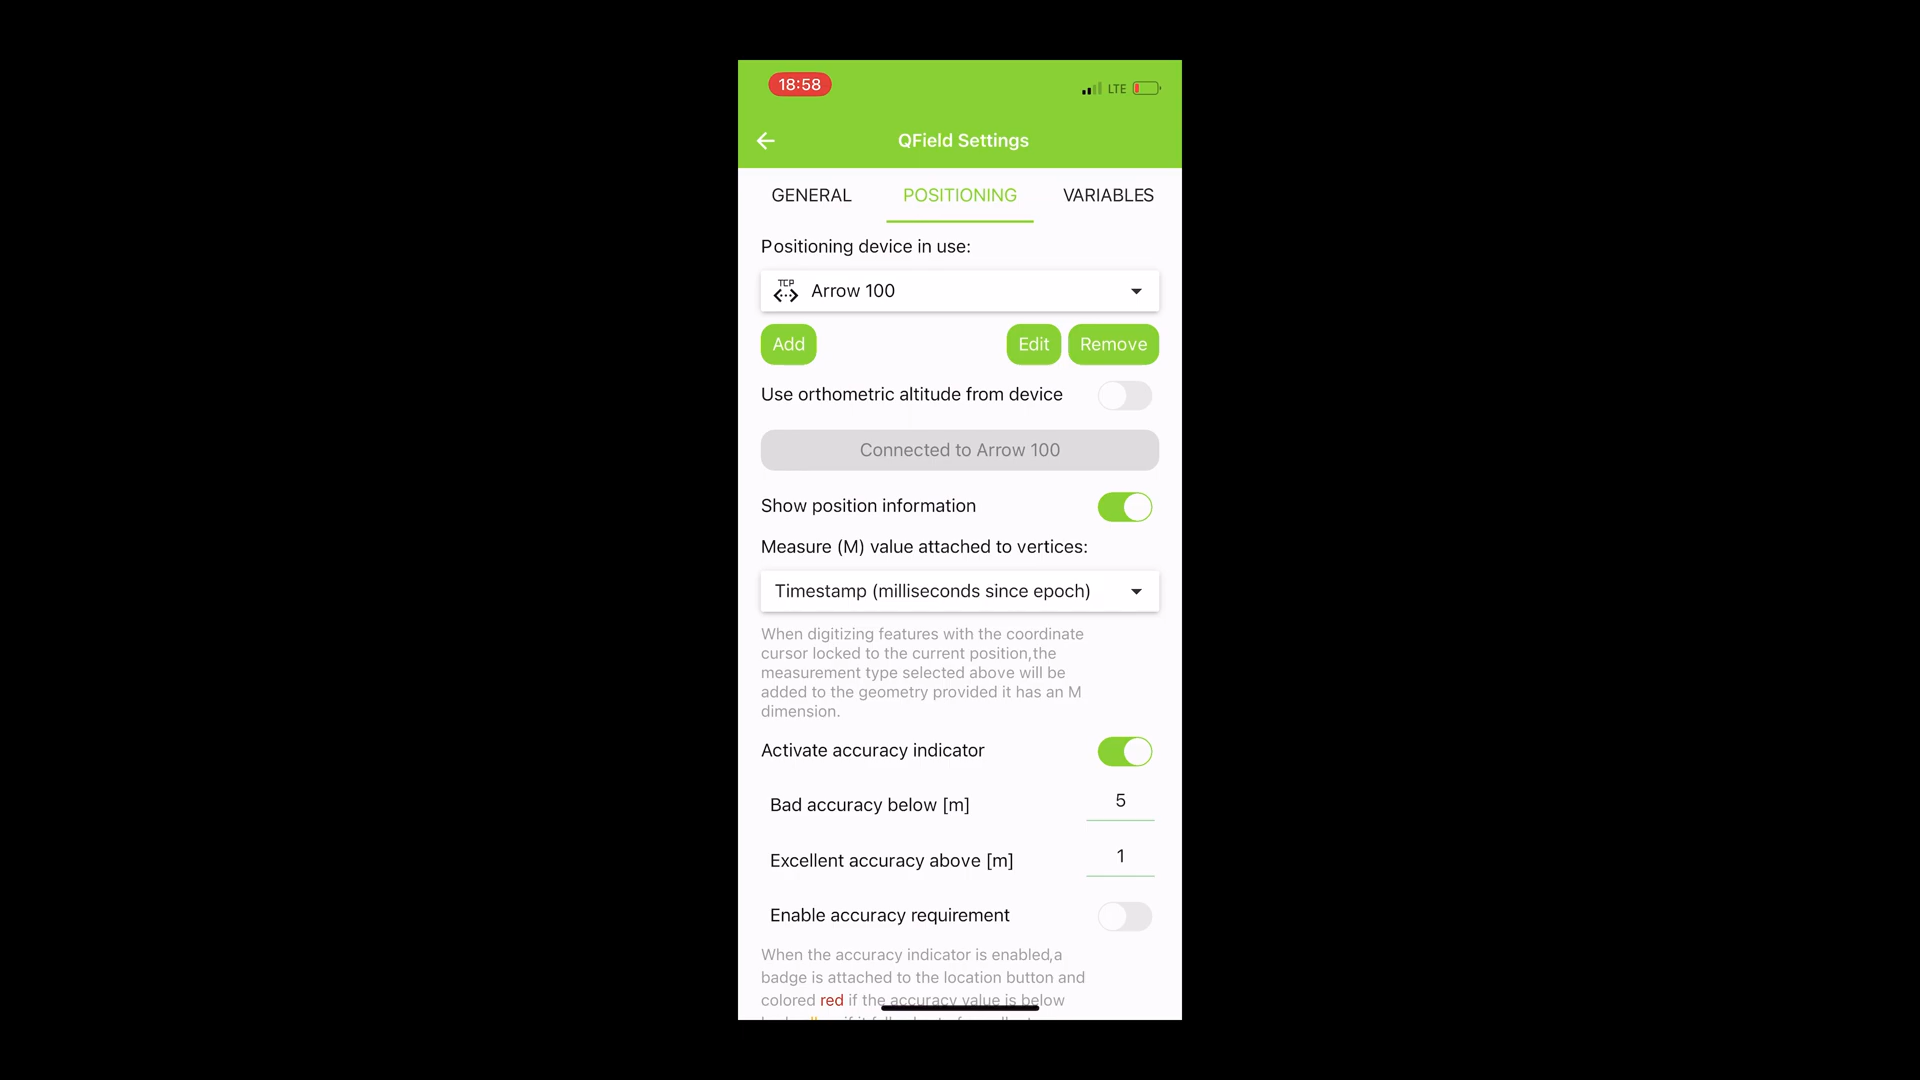 18:58
LTE
QField Settings
GENERAL
POSITIONING
VARIABLES
Positioning device in use:
TCP
Arrow 100
Add
Edit
Remove
Use orthometric altitude from device
Connected to Arrow 100
Show position information
Measure (M) value attached to vertices:
Timestamp (milliseconds since epoch)
When digitizing features with the coordinate
cursor locked to the current position,the
measurement type selected above will be
added to the geometry provided it has an M
dimension.
Activate accuracy indicator
Bad accuracy below [m]
5
Excellent accuracy above [m]
1
Enable accuracy requirement
When the accuracy indicator is enabled,a
badge is attached to the location button and
colored red if the accuracy value is below